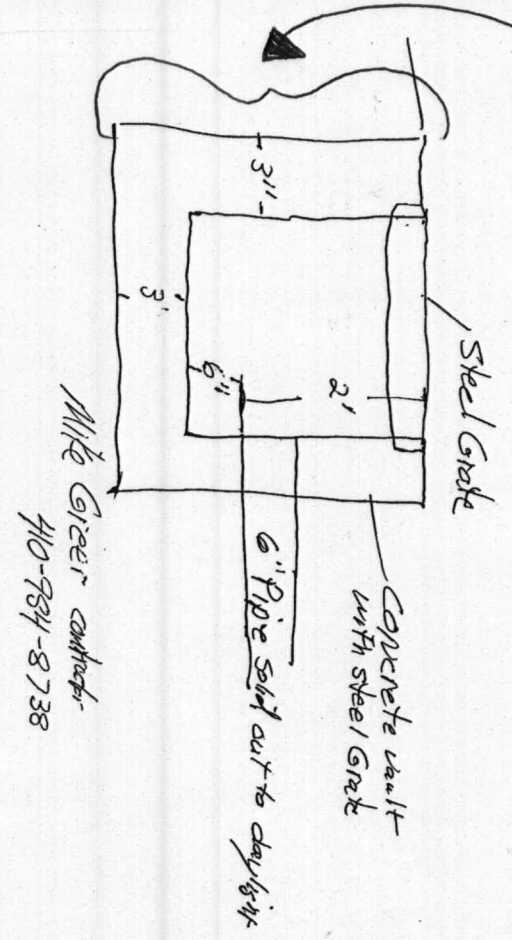 Steel Grate
Concrete vault
with steel Grate
2'
3"
6"
6" Pipe Solid out to daylight
3'
Mike Greer contractor
410-984-8738